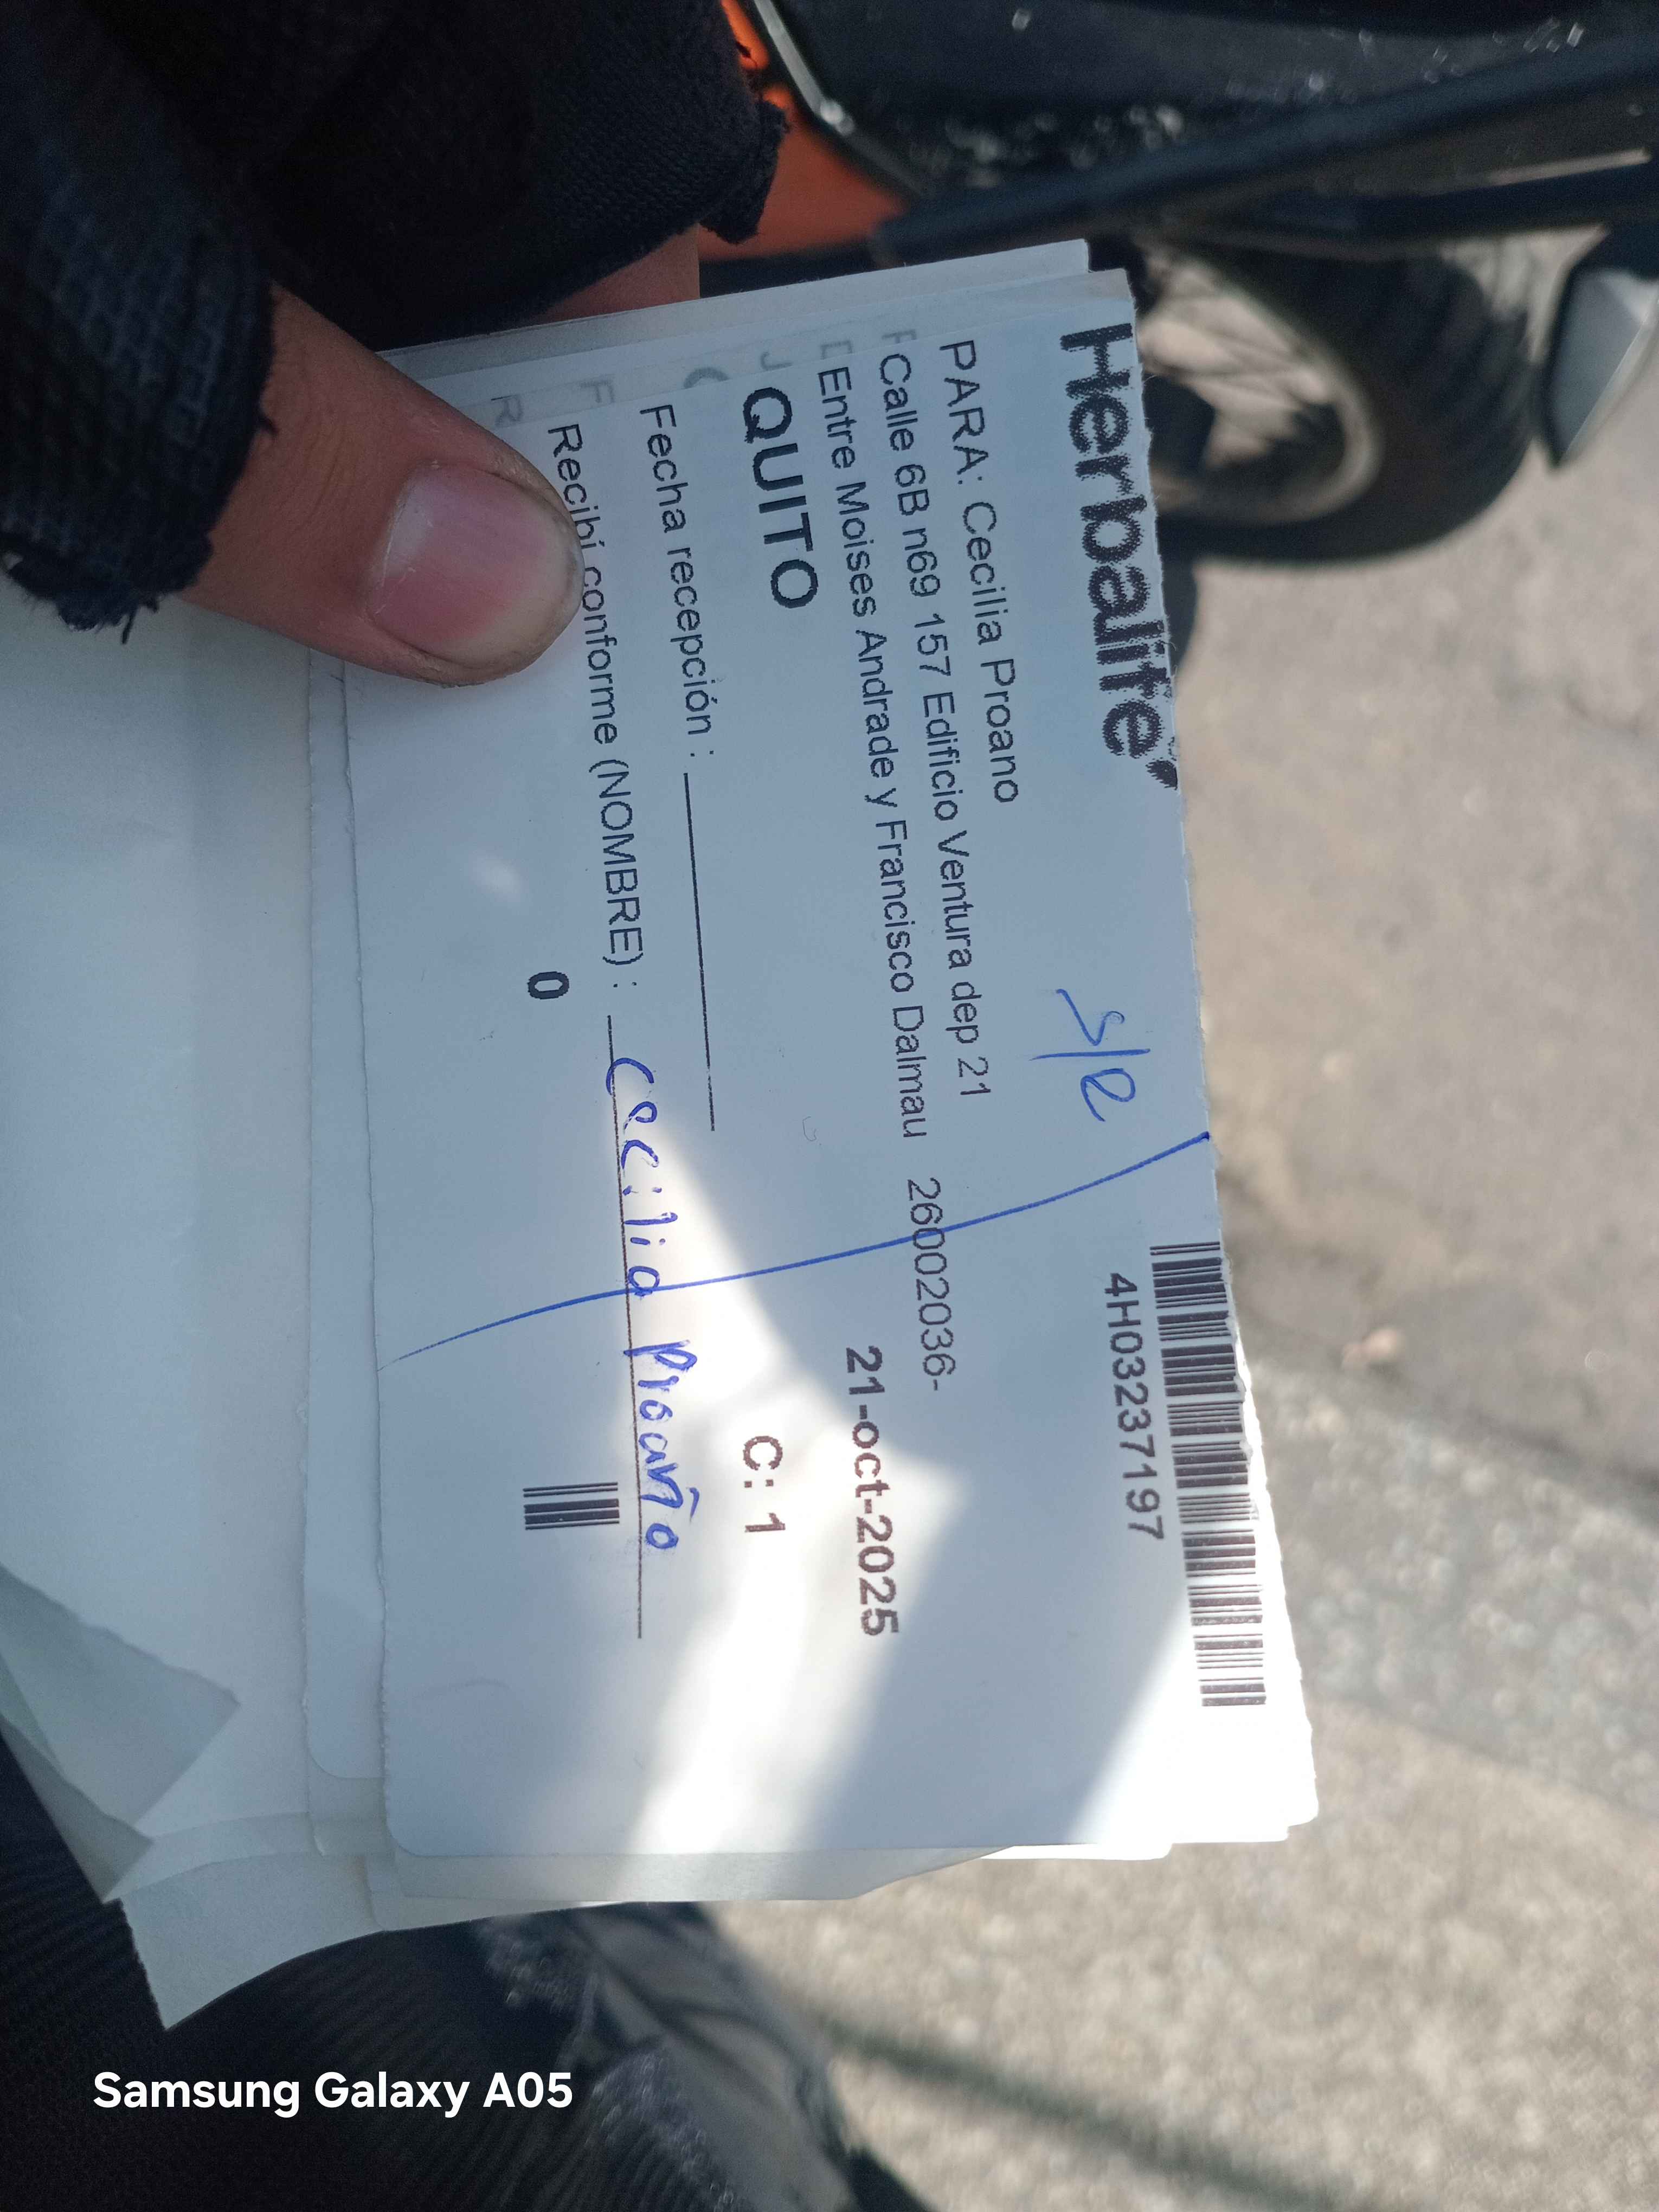 Herbalife
s/e
4H03237197
PARA: Cecilia Proano
Calle 6B n69 157 Edificio Ventura dep 21
Entre Moises Andrade y Francisco Dalmau 26002036-
21-oct-2025
QUITO
C: 1
Fecha recepción :
Recibí conforme (NOMBRE) : Cecilia Proaño
0
Samsung Galaxy A05